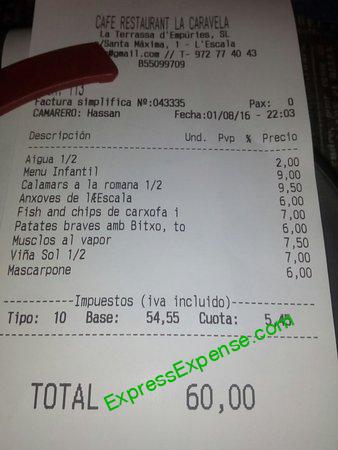 CAFE RESTAURANT LA CARAVELA
La Terrassa d'Empúries, SL
/Santa Màxima, 1 - L'Escala
@gmail.com // T- 972 77 40 43
B55099709
113
Factura simplifica Nº:043335 Pax: 0
CAMARERO: Hassan Fecha:01/08/16 - 22:03
Descripción Und. Pvp % Precio
Aigua 1/2 2,00
Menu Infantil 9,00
Calamars a la romana 1/2 9,50
Anxoves de lÆEscala 6,00
Fish and chips de carxofa i 7,00
Patates braves amb Bitxo, to 6,00
Musclos al vapor 7,50
Viña Sol 1/2 7,00
Mascarpone 6,00
Impuestos (iva incluido)
Tipo: 10 Base: 54,55 Cuota: 5,45
TOTAL 60,00
ExpressExpense.com